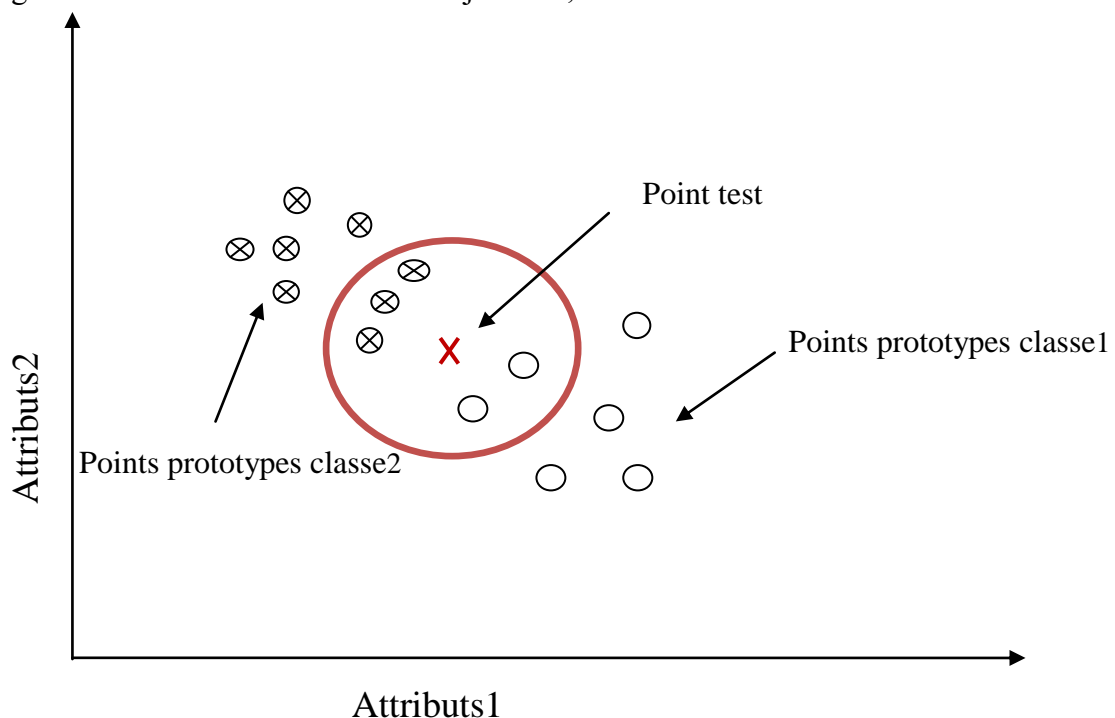 Point test
Points prototypes classe1
Attributs2
Points prototypes classe2
Attributs1